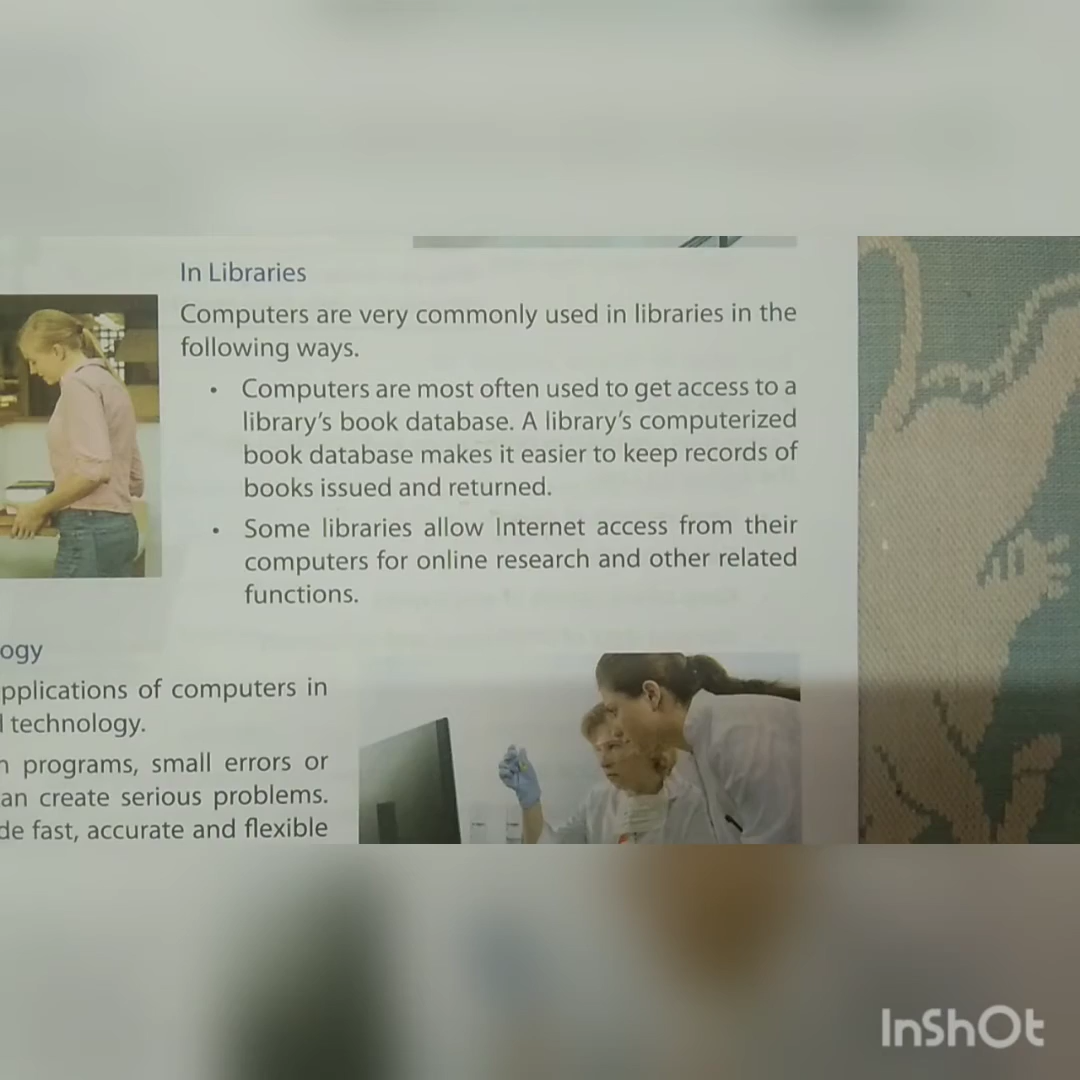 In Libraries
Computers are very commonly used in libraries in the
following ways.
• Computers are most often used to get access to a
library's book database. A library's computerized
book database makes it easier to keep records of
books issued and returned.
• Some libraries allow Internet access from their
computers for online research and other related
functions.
ogy
pplications of computers in
technology.
programs, small errors or
an create serious problems.
de fast, accurate and flexible
InShOt